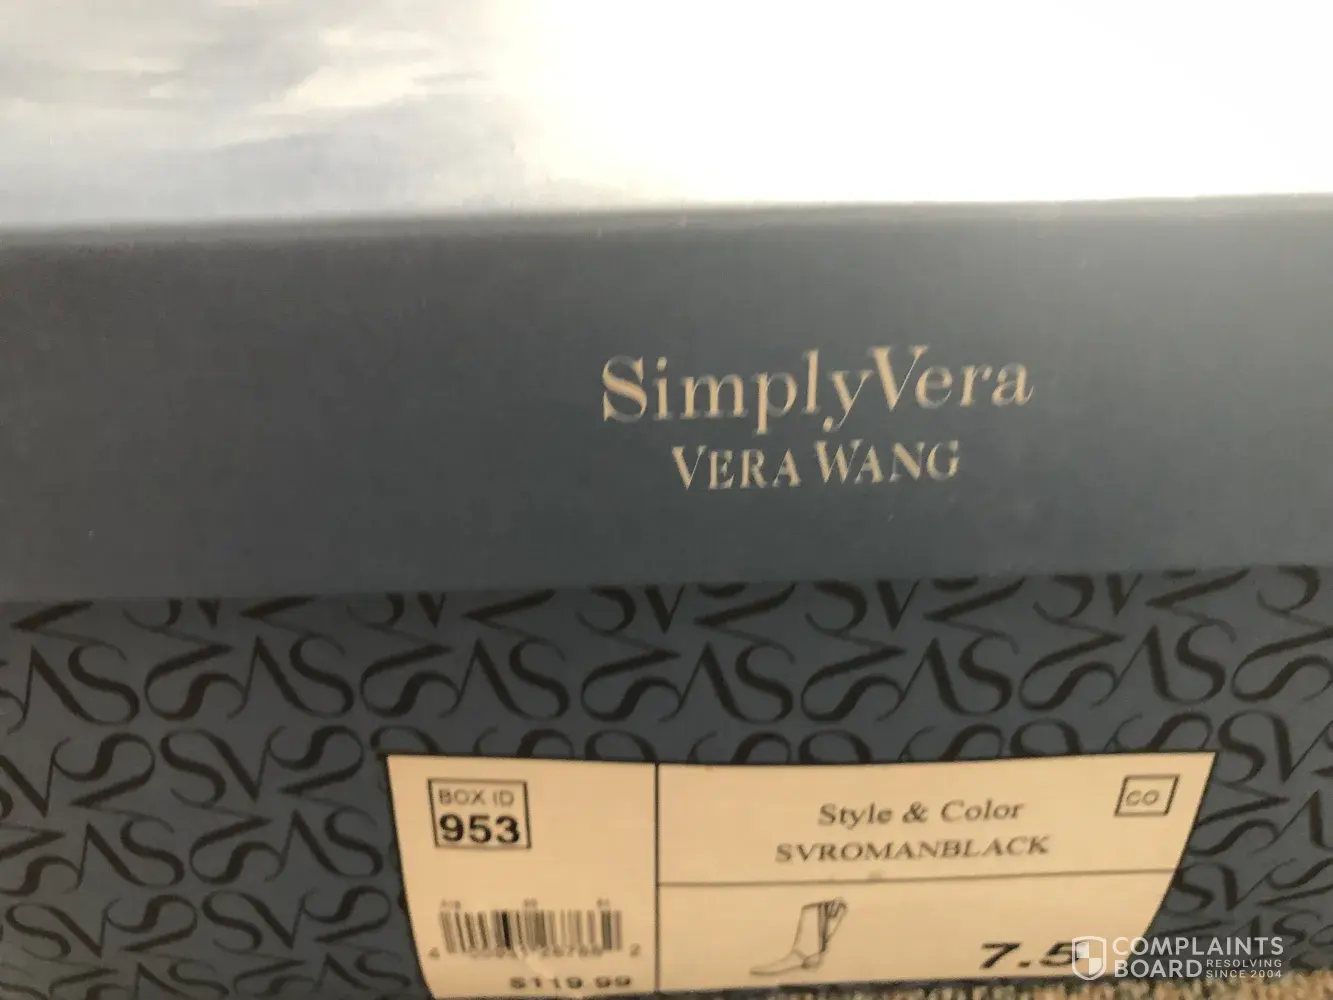 SimplyVera
VERA WANG
BOX ID
953
Style & Color
SVROMANBLACK
CO
7.5
$119.99
COMPLAINTS
BOARD
RESOLVING
SINCE 2004